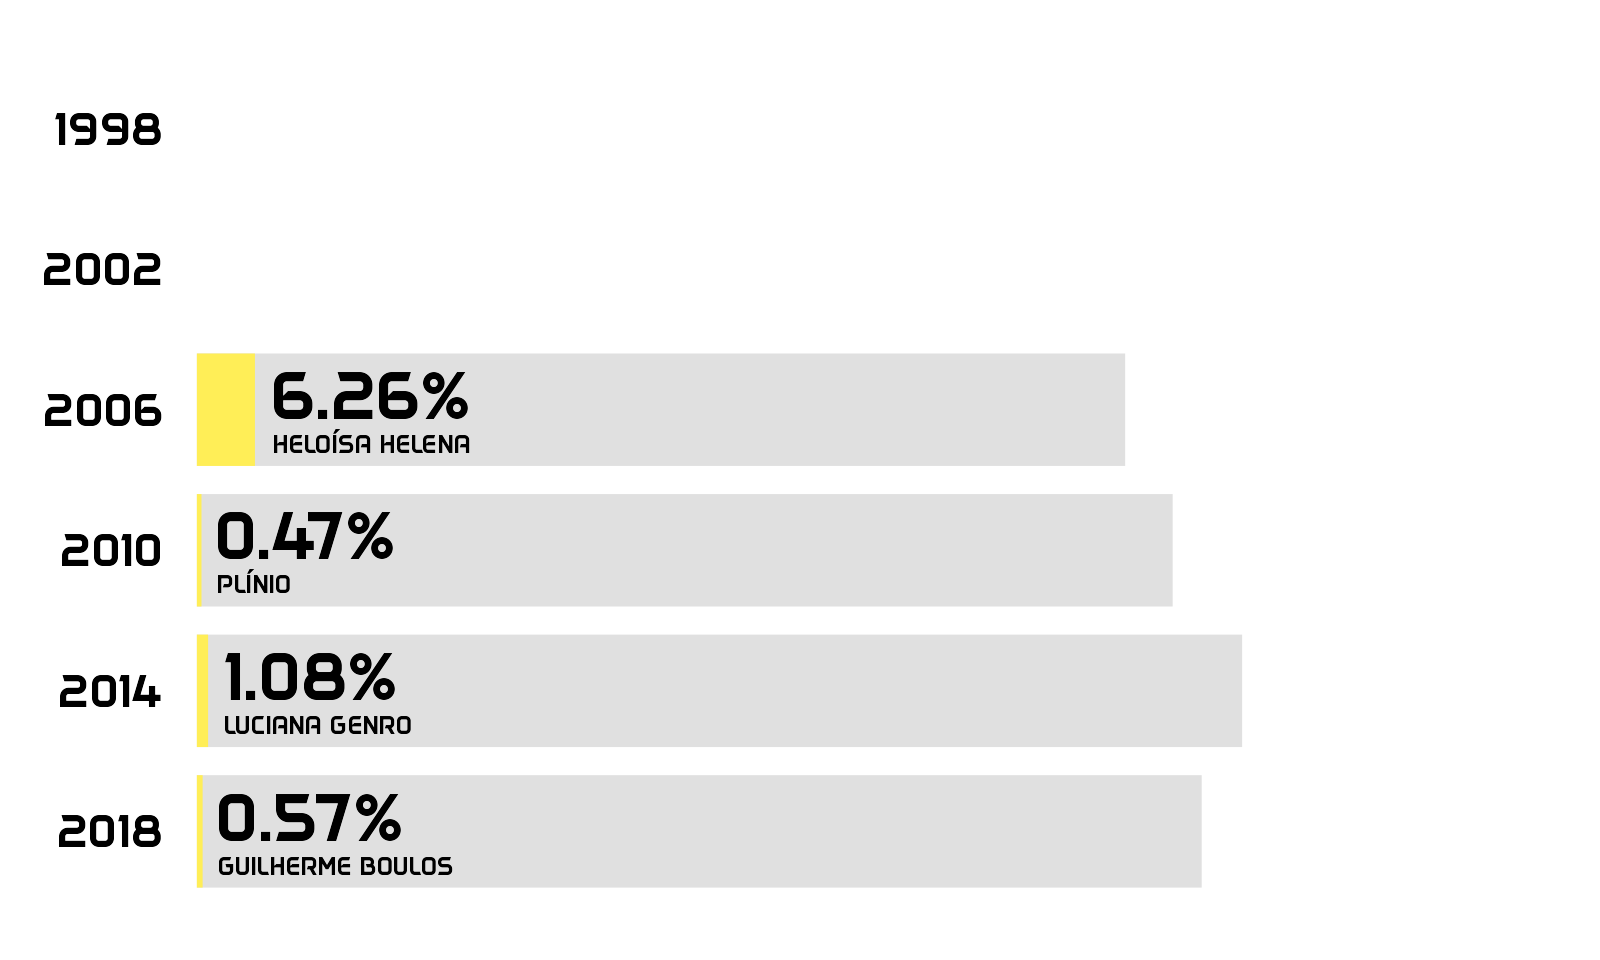 1998
2002
2006
6.26%
HELOÍSA HELENA
2010
0.47%
PLÍNIO
2014
1.08%
LUCIANA GENRO
2018
0.57%
GUILHERME BOULOS